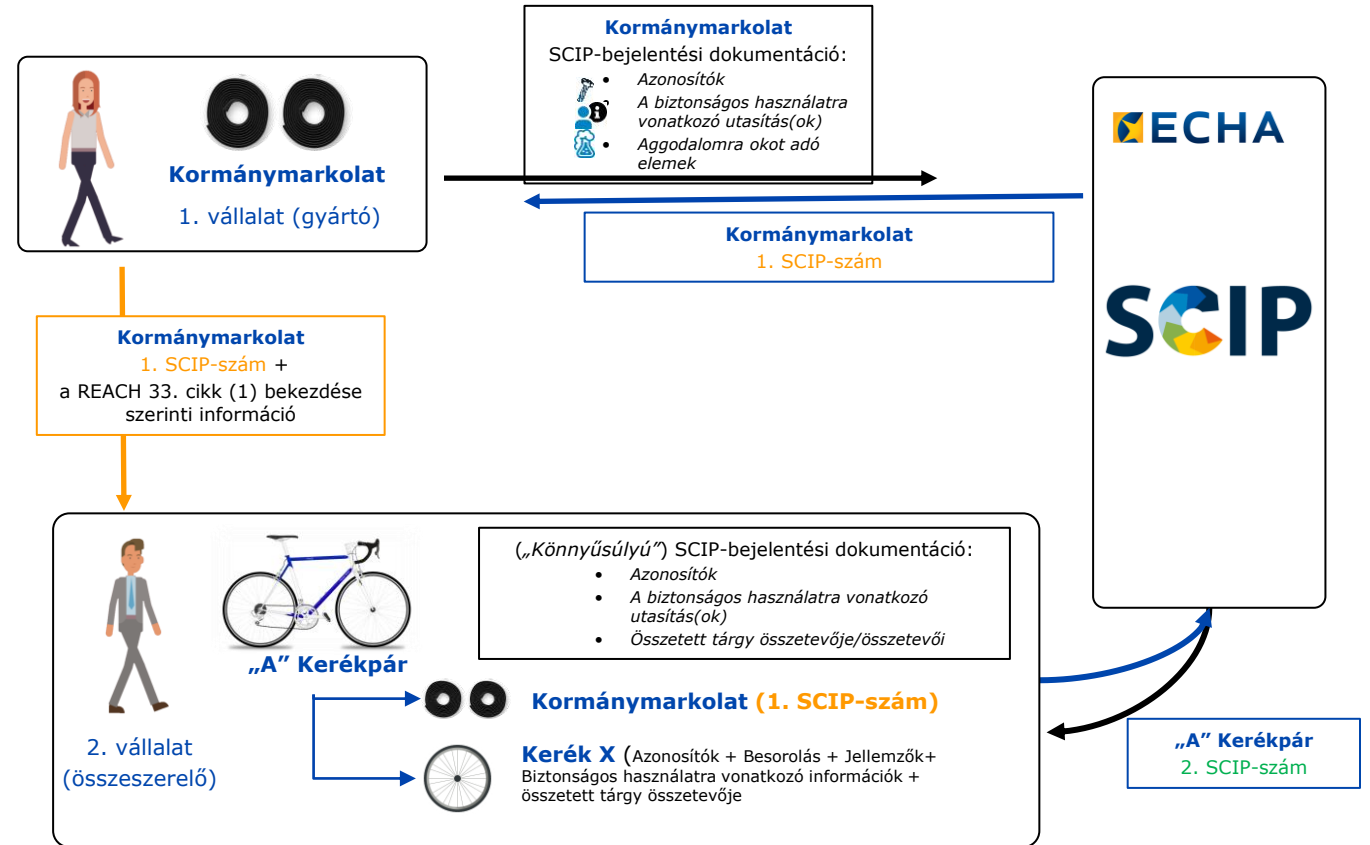 Kormánymarkolat
1. vállalat (gyártó)
Kormánymarkolat
SCIP-bejelentési dokumentáció:
• Azonosítók
• A biztonságos használatra
vonatkozó utasítás(ok)
• Aggodalomra okot adó
elemek
Kormánymarkolat
1. SCIP-szám
ECHA
SCIP
Kormánymarkolat
1. SCIP-szám +
a REACH 33. cikk (1) bekezdése
szerinti információ
2. vállalat
(összeszerelő)
„A” Kerékpár
(„Könnyűsúlyú”) SCIP-bejelentési dokumentáció:
• Azonosítók
• A biztonságos használatra vonatkozó
utasítás(ok)
• Összetett tárgy összetevője/összetevői
Kormánymarkolat (1. SCIP-szám)
Kerék X (Azonosítók + Besorolás + Jellemzők+
Biztonságos használatra vonatkozó információk +
összetett tárgy összetevője
„A” Kerékpár
2. SCIP-szám